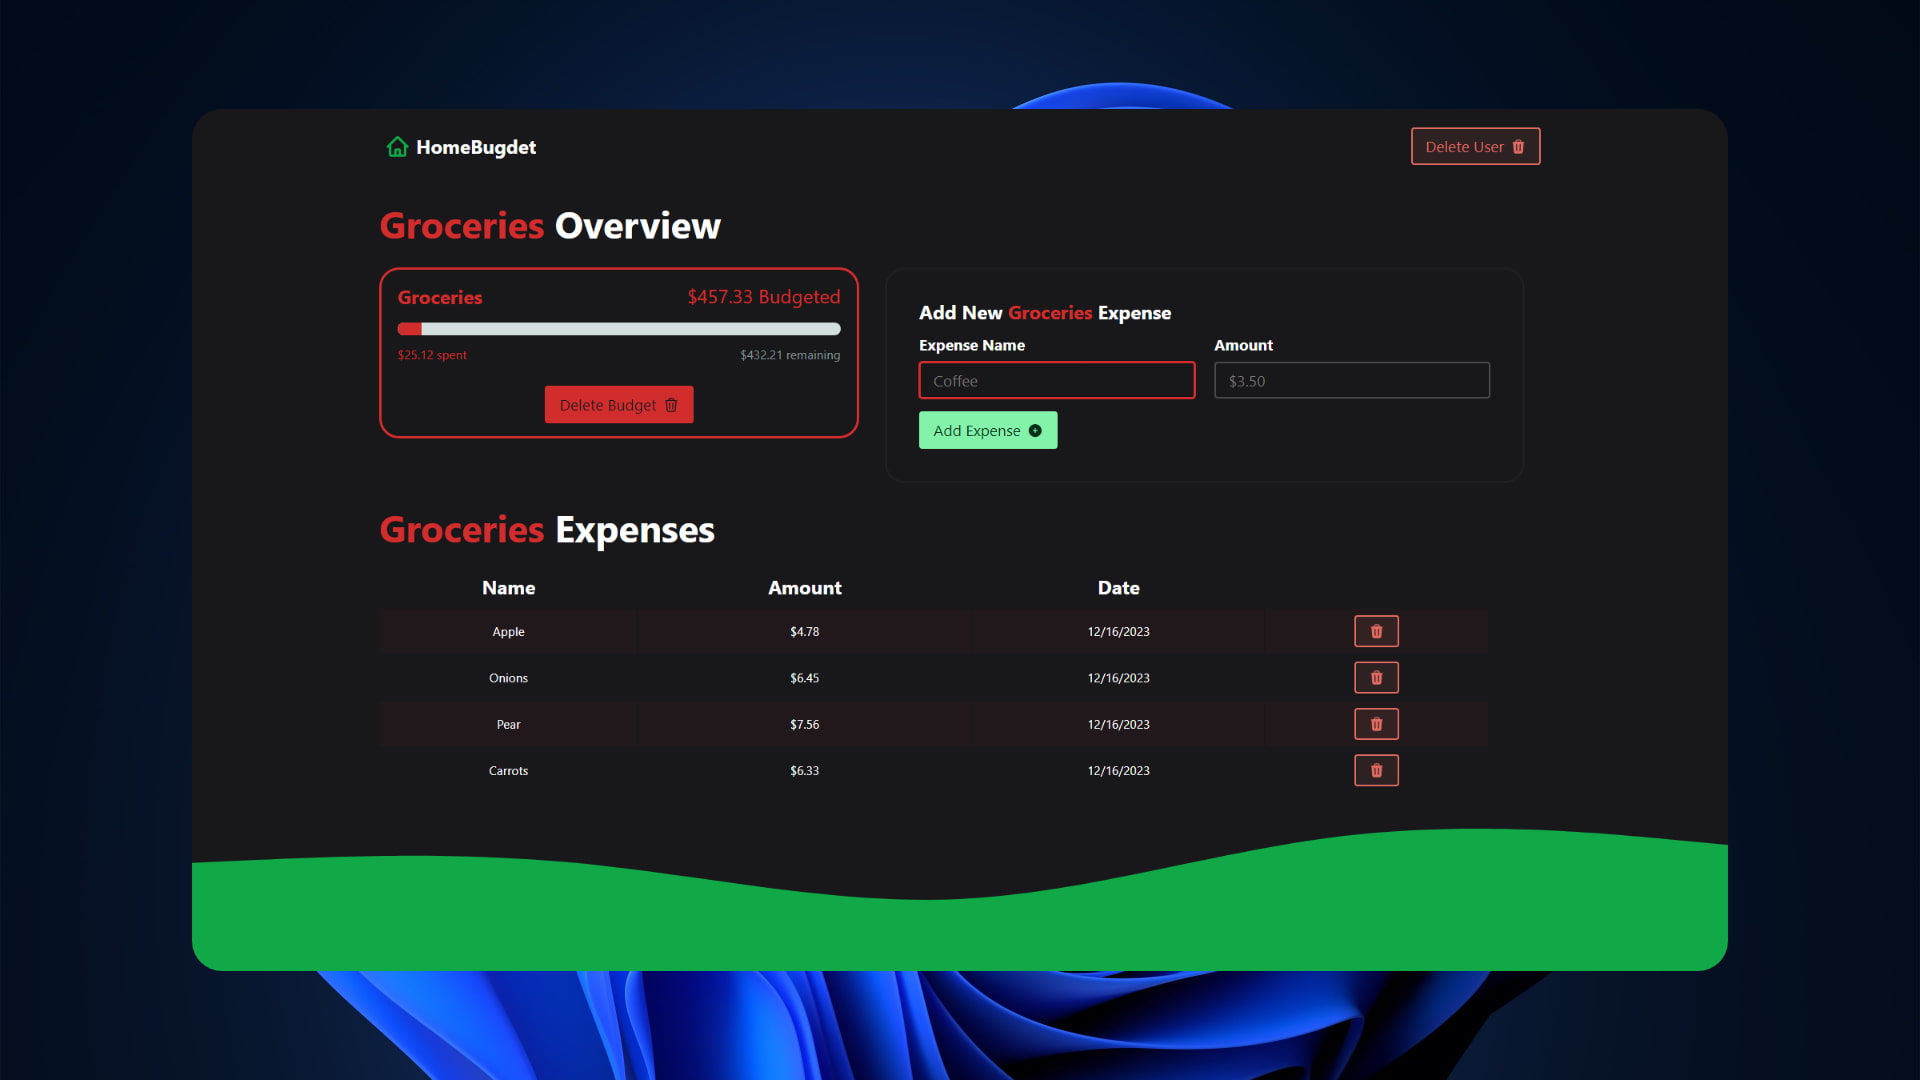 HomeBugdet
Delete User
Groceries Overview
Groceries
$457.33 Budgeted
$25.12 spent
$432.21 remaining
Delete Budget
Add New Groceries Expense
Expense Name
Amount
Coffee
$3.50
Add Expense
Groceries Expenses
Name Amount Date
Apple $4.78 12/16/2023
Onions $6.45 12/16/2023
Pear $7.56 12/16/2023
Carrots $6.33 12/16/2023